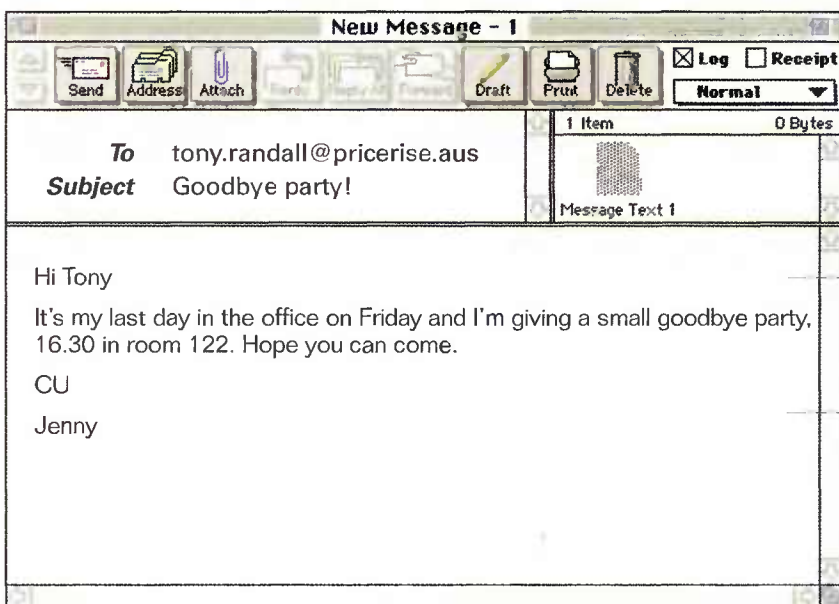 New Message - 1
Send Address Attach Forward Draft Print Delete
Log Receipt
Normal
1 Item 0 Bytes
To tony.randall@pricerise.aus
Subject Goodbye party!
Message Text 1
Hi Tony
It's my last day in the office on Friday and I'm giving a small goodbye party,
16.30 in room 122. Hope you can come.
CU
Jenny